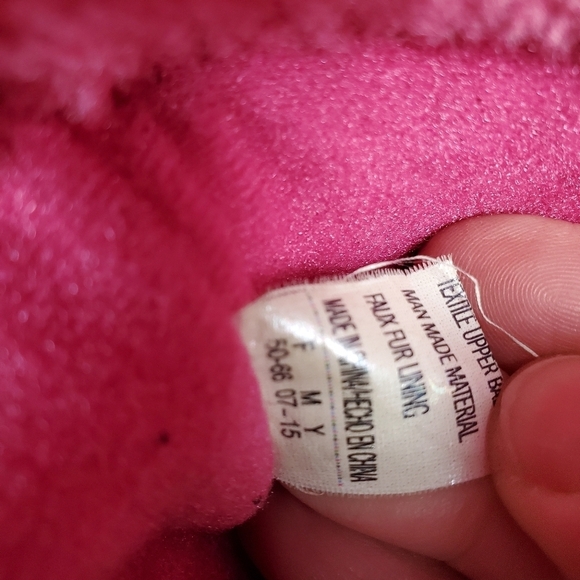 TEXTILE UPPER
MAN MADE MATERIAL
FAUX FUR LINING
MADE IN CHINA/HECHO EN CHINA
F M Y
50-66 07-15